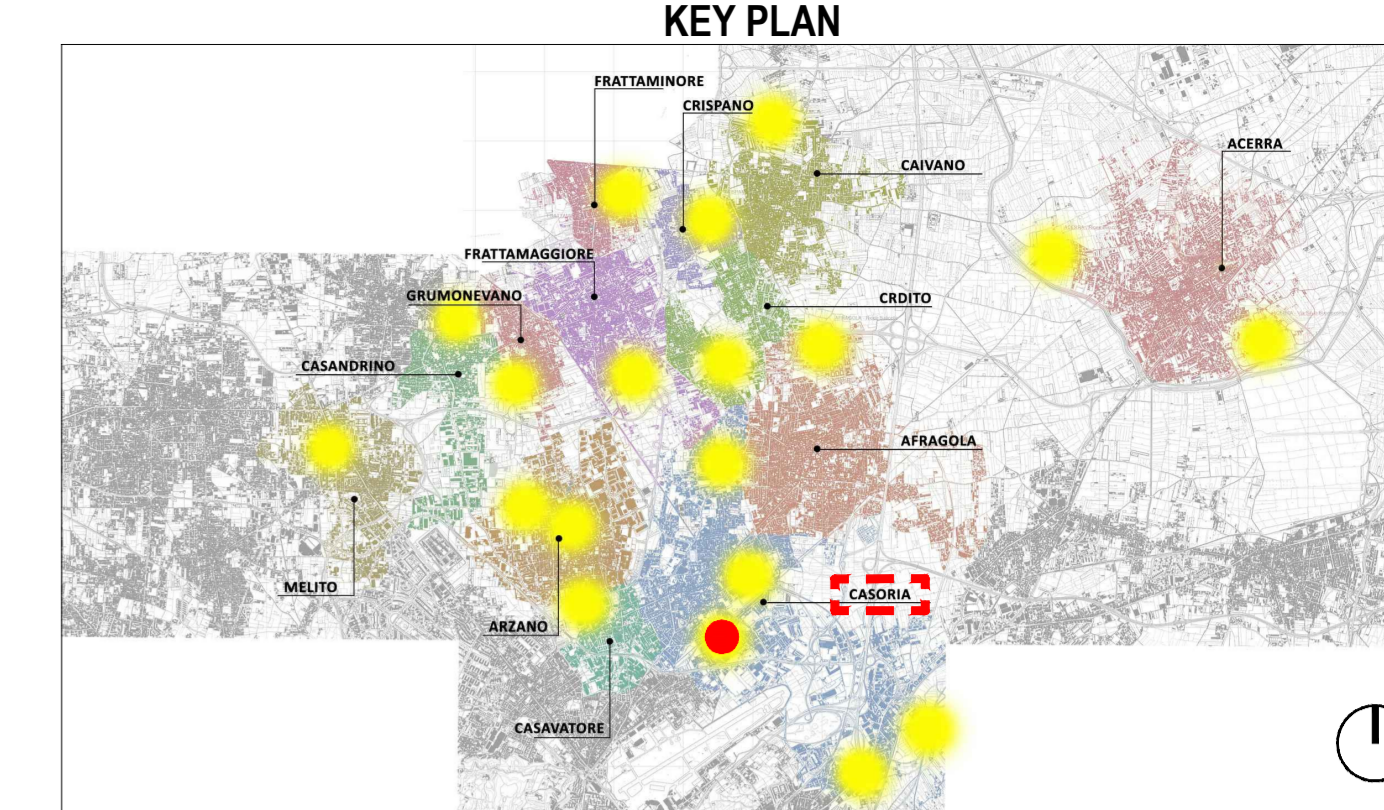 KEY PLAN
FRATTAMINORE
CRISPANO
ACERRA
CAIVANO
FRATTAMAGGIORE
GRUMONEVANO
CRDITO
CASANDRINO
AFRAGOLA
MELITO
CASORIA
ARZANO
CASAVATORE